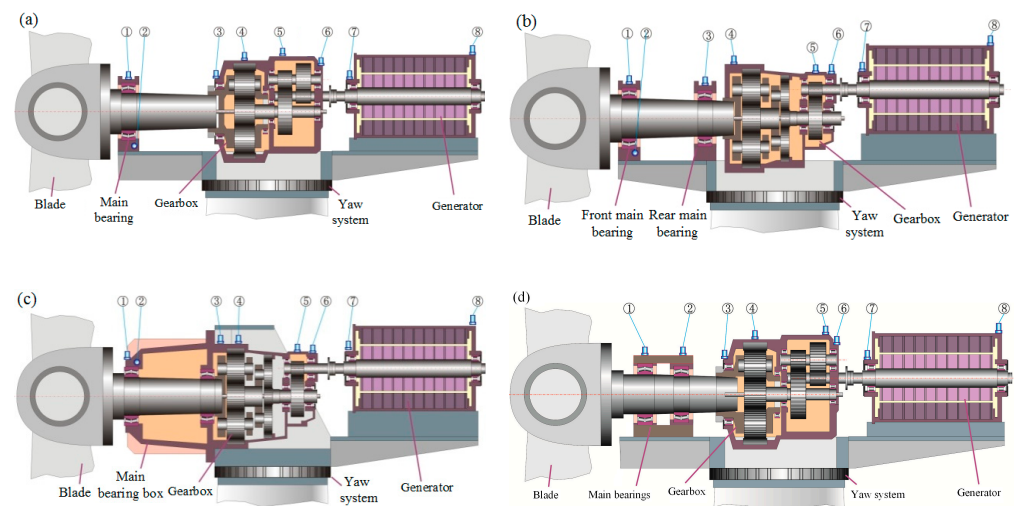 (a)
① ② ③ ④ ⑤ ⑥ ⑦ ⑧
Blade
Main
bearing
Gearbox
Yaw
system
Generator
(b)
① ② ③ ④ ⑤ ⑥ ⑦ ⑧
Blade
Front main
bearing
Rear main
bearing
Yaw
system
Gearbox
Generator
(c)
① ② ③ ④ ⑤ ⑥ ⑦ ⑧
Blade
Main
bearing box
Gearbox
Yaw
system
Generator
(d)
① ② ③ ④ ⑤ ⑥ ⑦ ⑧
Blade
Main bearings
Gearbox
Yaw system
Generator